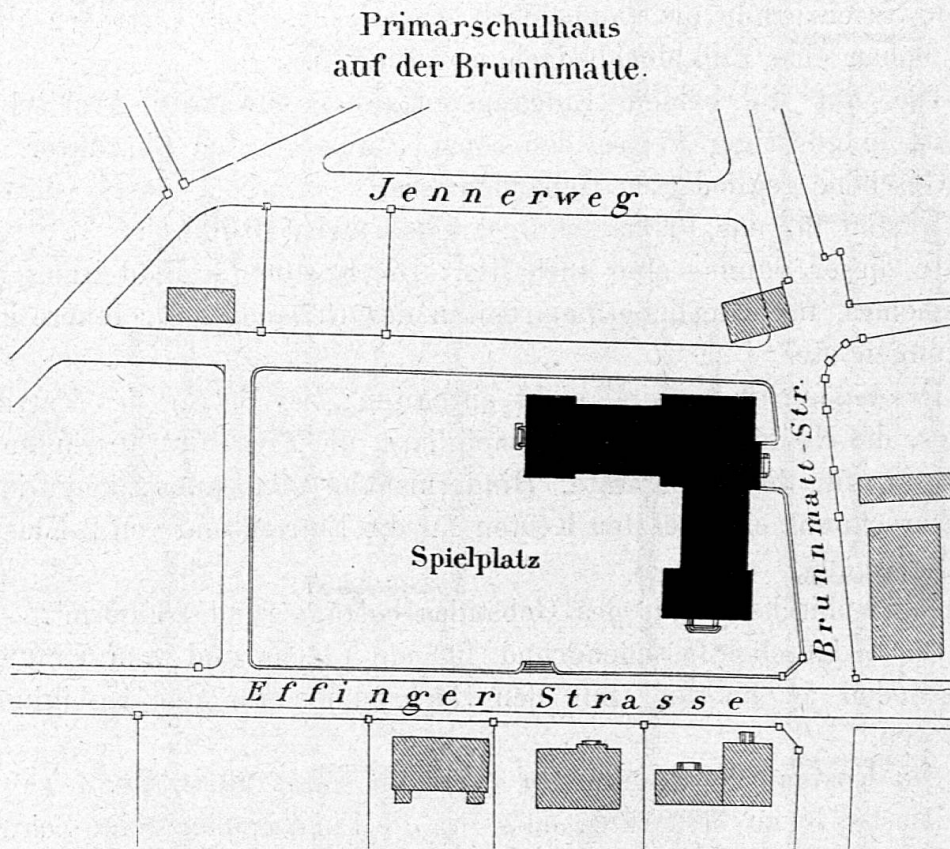 Primarschulhaus
auf der Brunnmatte.
Jennerweg
Brunnmatt-Str.
Spielplatz
Effinger Strasse